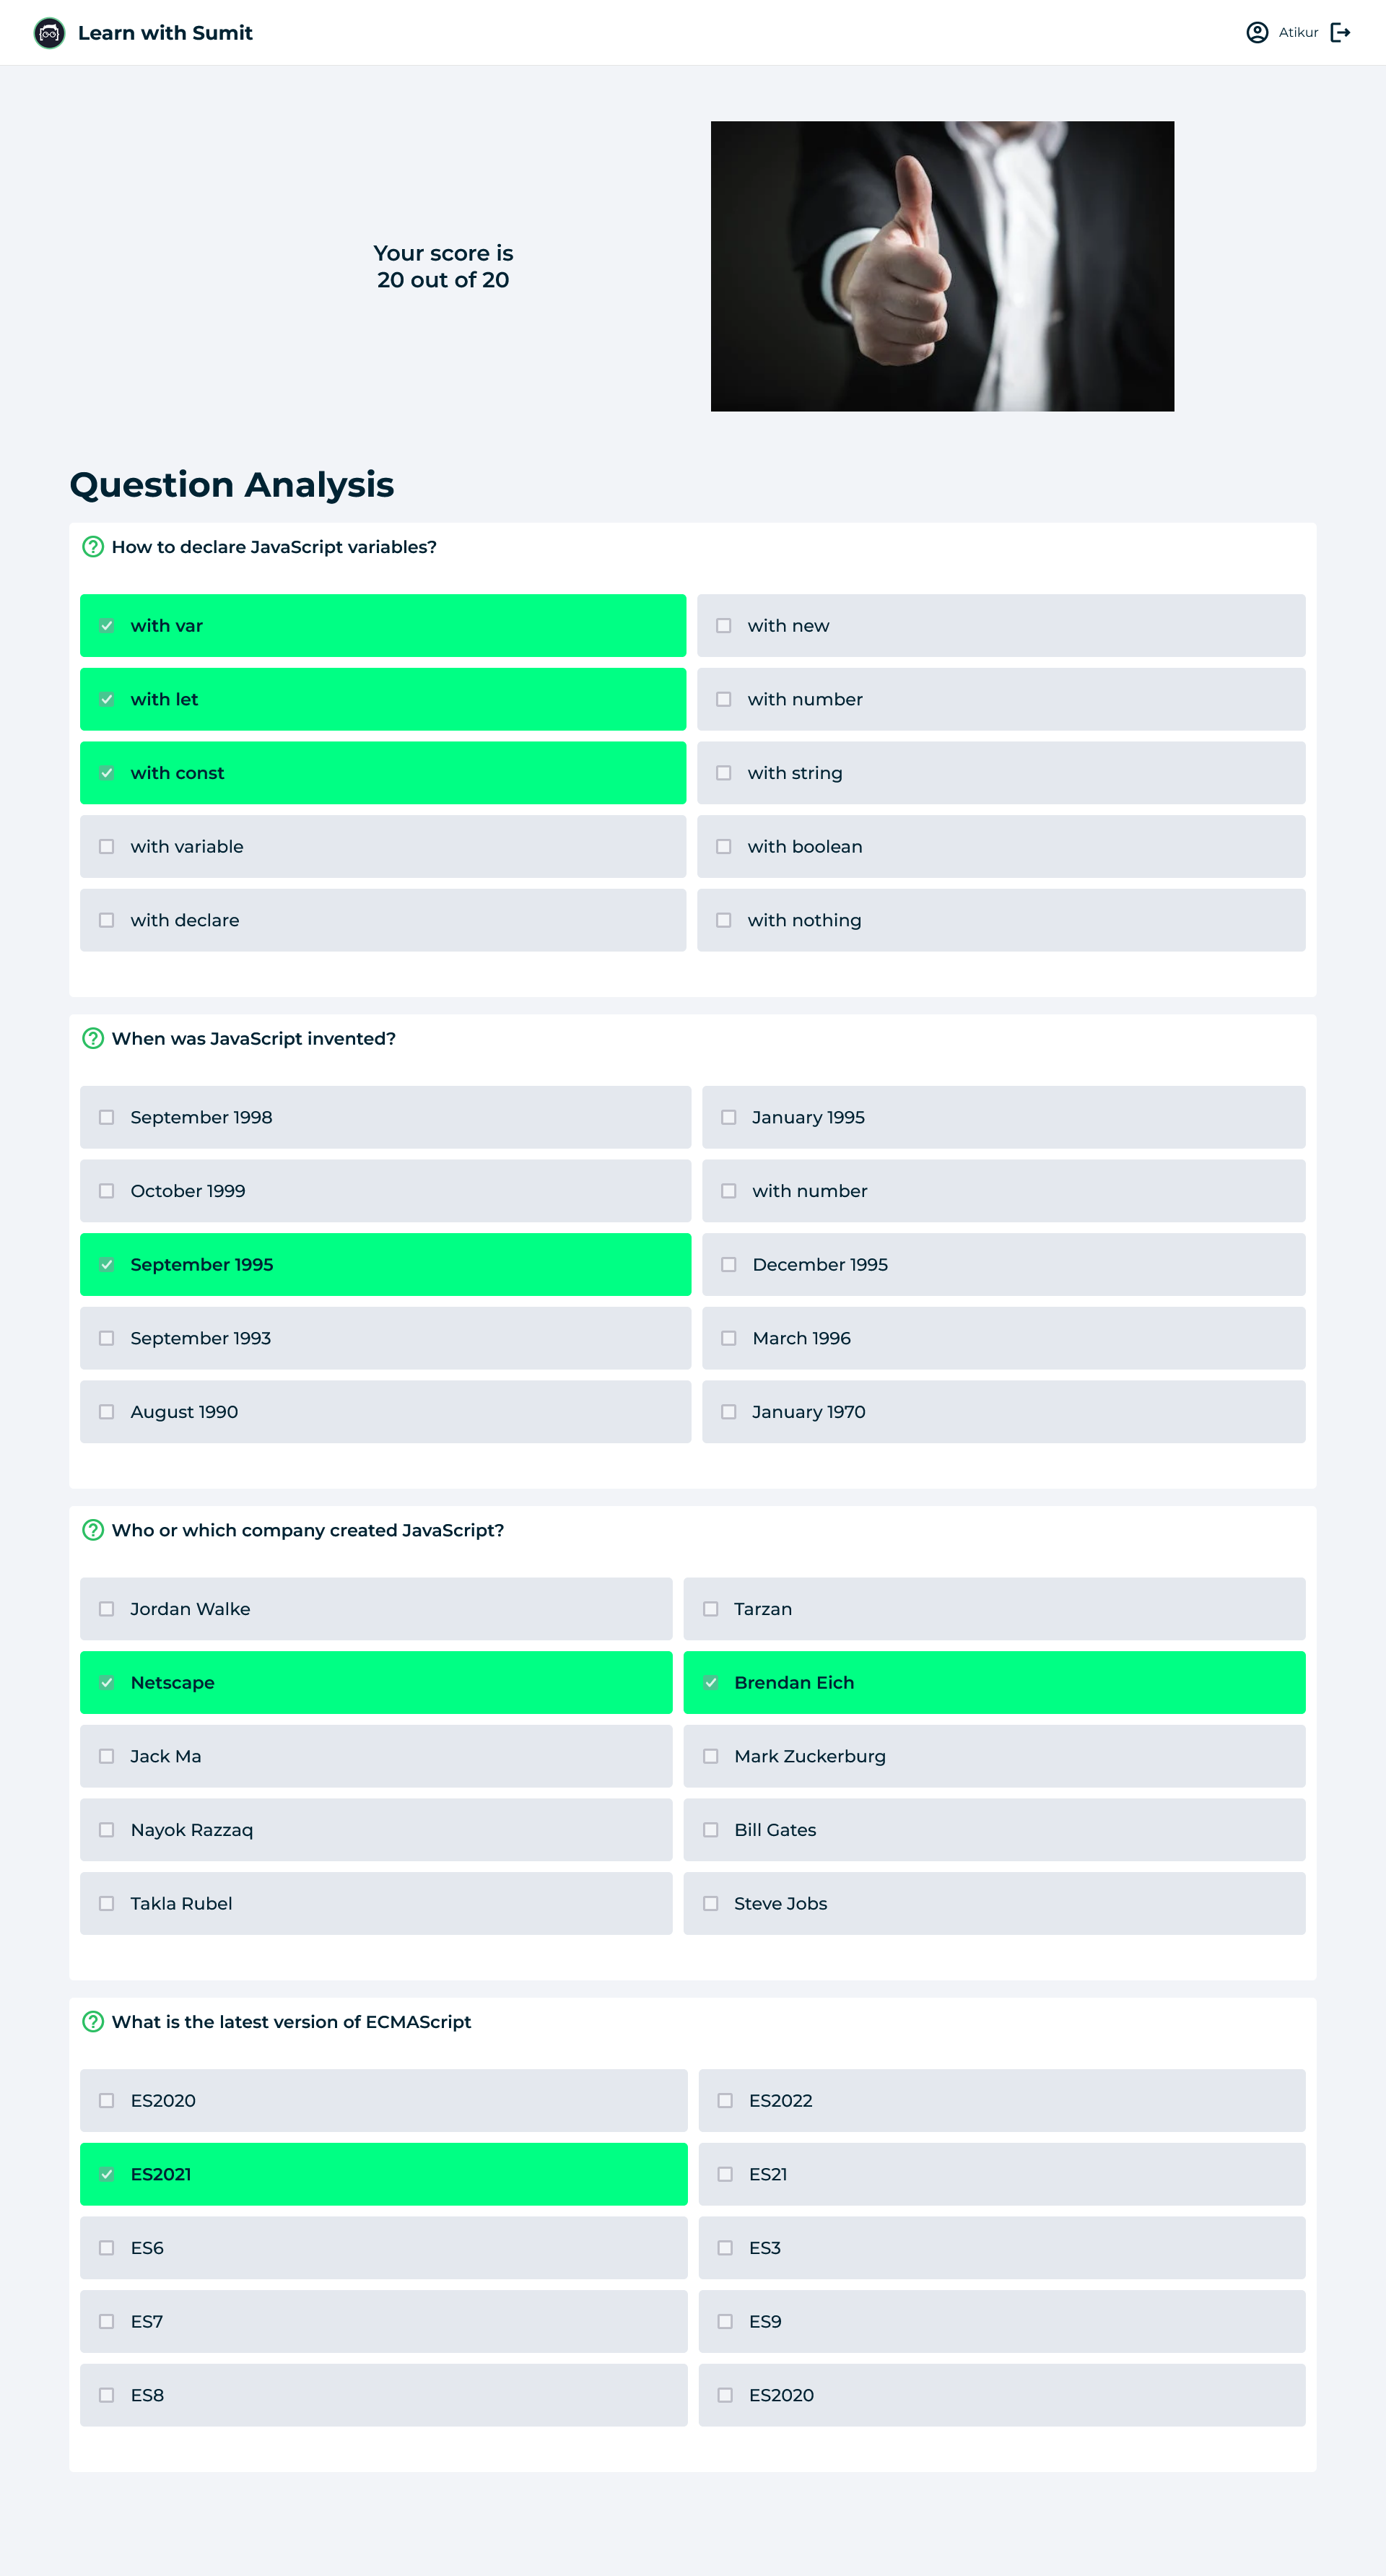 Learn with Sumit
Atikur
Your score is
20 out of 20
Question Analysis
How to declare JavaScript variables?
with var
with new
with let
with number
with const
with string
with variable
with boolean
with declare
with nothing
When was JavaScript invented?
September 1998
January 1995
October 1999
with number
September 1995
December 1995
September 1993
March 1996
August 1990
January 1970
Who or which company created JavaScript?
Jordan Walke
Tarzan
Netscape
Brendan Eich
Jack Ma
Mark Zuckerburg
Nayok Razzaq
Bill Gates
Takla Rubel
Steve Jobs
What is the latest version of ECMAScript
ES2020
ES2022
ES2021
ES21
ES6
ES3
ES7
ES9
ES8
ES2020